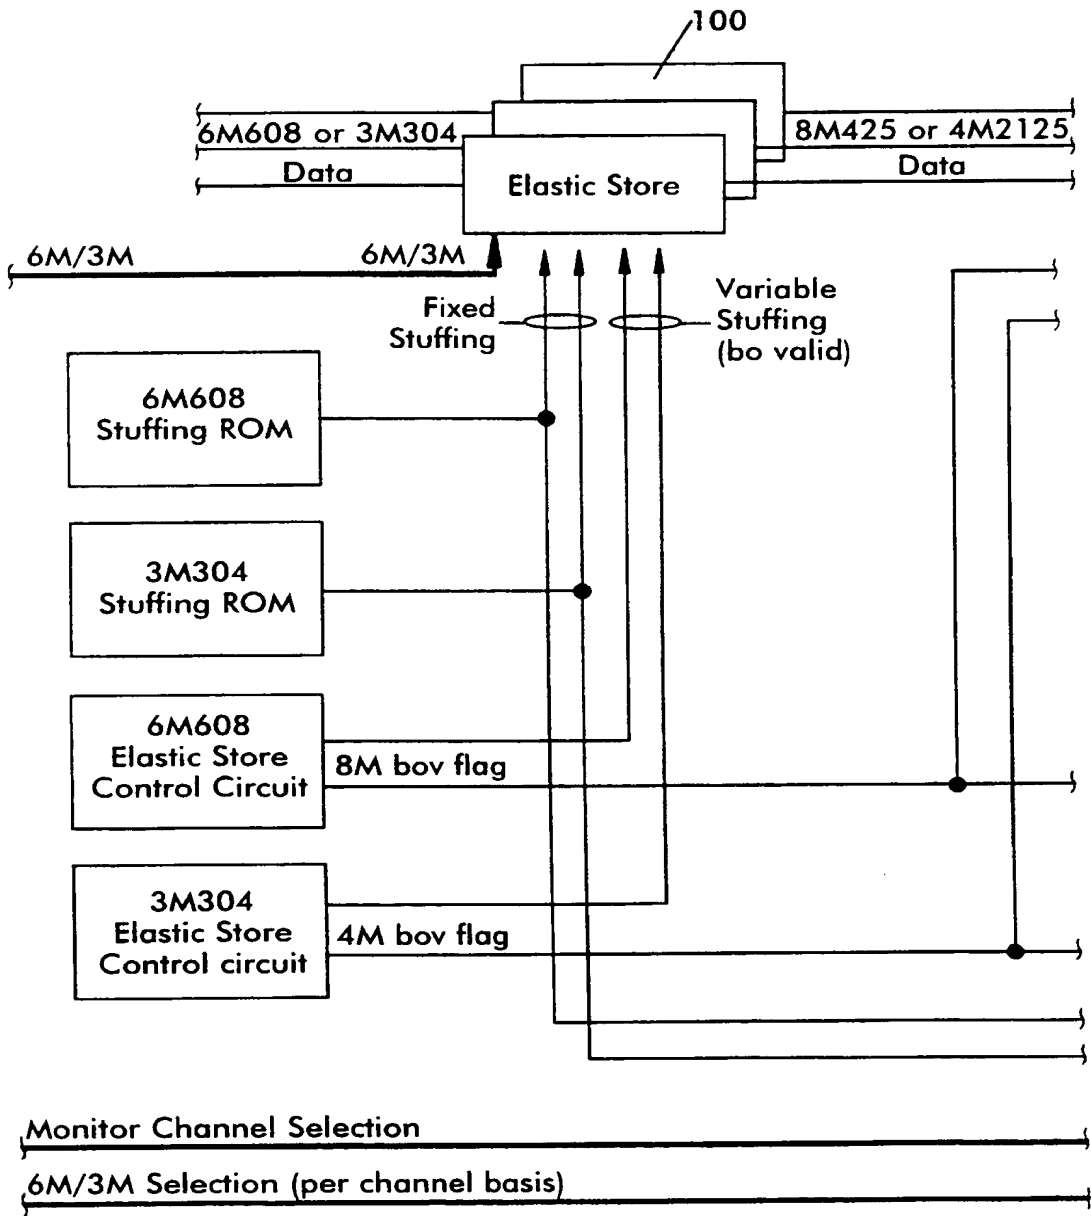 100
6M608 or 3M304
Data
8M425 or 4M2125
Data
Elastic Store
6M/3M
6M/3M
Fixed
Stuffing
Variable
Stuffing
(bo valid)
6M608
Stuffing ROM
3M304
Stuffing ROM
6M608
Elastic Store
Control Circuit
8M bov flag
3M304
Elastic Store
Control circuit
4M bov flag
Monitor Channel Selection
6M/3M Selection (per channel basis)